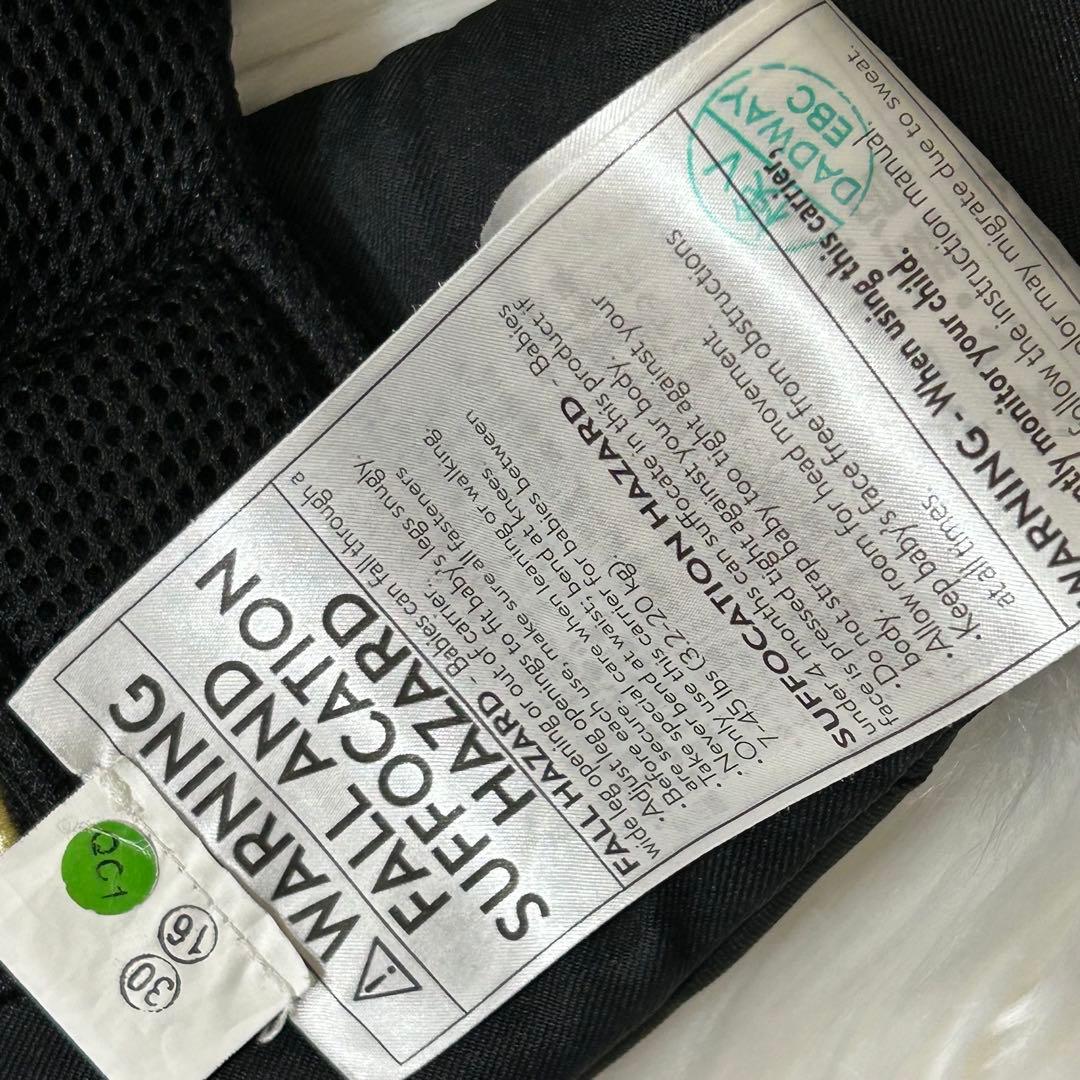 WARNING
FALL AND
SUFFOCATION
HAZARD
FALL HAZARD - Babies can fall through a
wide leg opening or out of carrier.
•Adjust leg openings to fit baby's legs snugly.
•Before each use, make sure all fasteners
are secure.
•Take special care when leaning or walking.
•Never bend at waist; bend at knees.
•Only use this carrier for babies between
7-45 lbs (3.2-20 kg).
SUFFOCATION HAZARD - Babies
under 4 months can suffocate in this product if
face is pressed tight against your body.
•Do not strap baby too tight against your
body.
•Allow room for head movement.
•Keep baby's face free from obstructions
at all times.
WARNING - When using this carrier,
ntly monitor your child.
follow the instruction manual.
olor may migrate due to sweat.
DADWAY
EBC
QC1
16
30